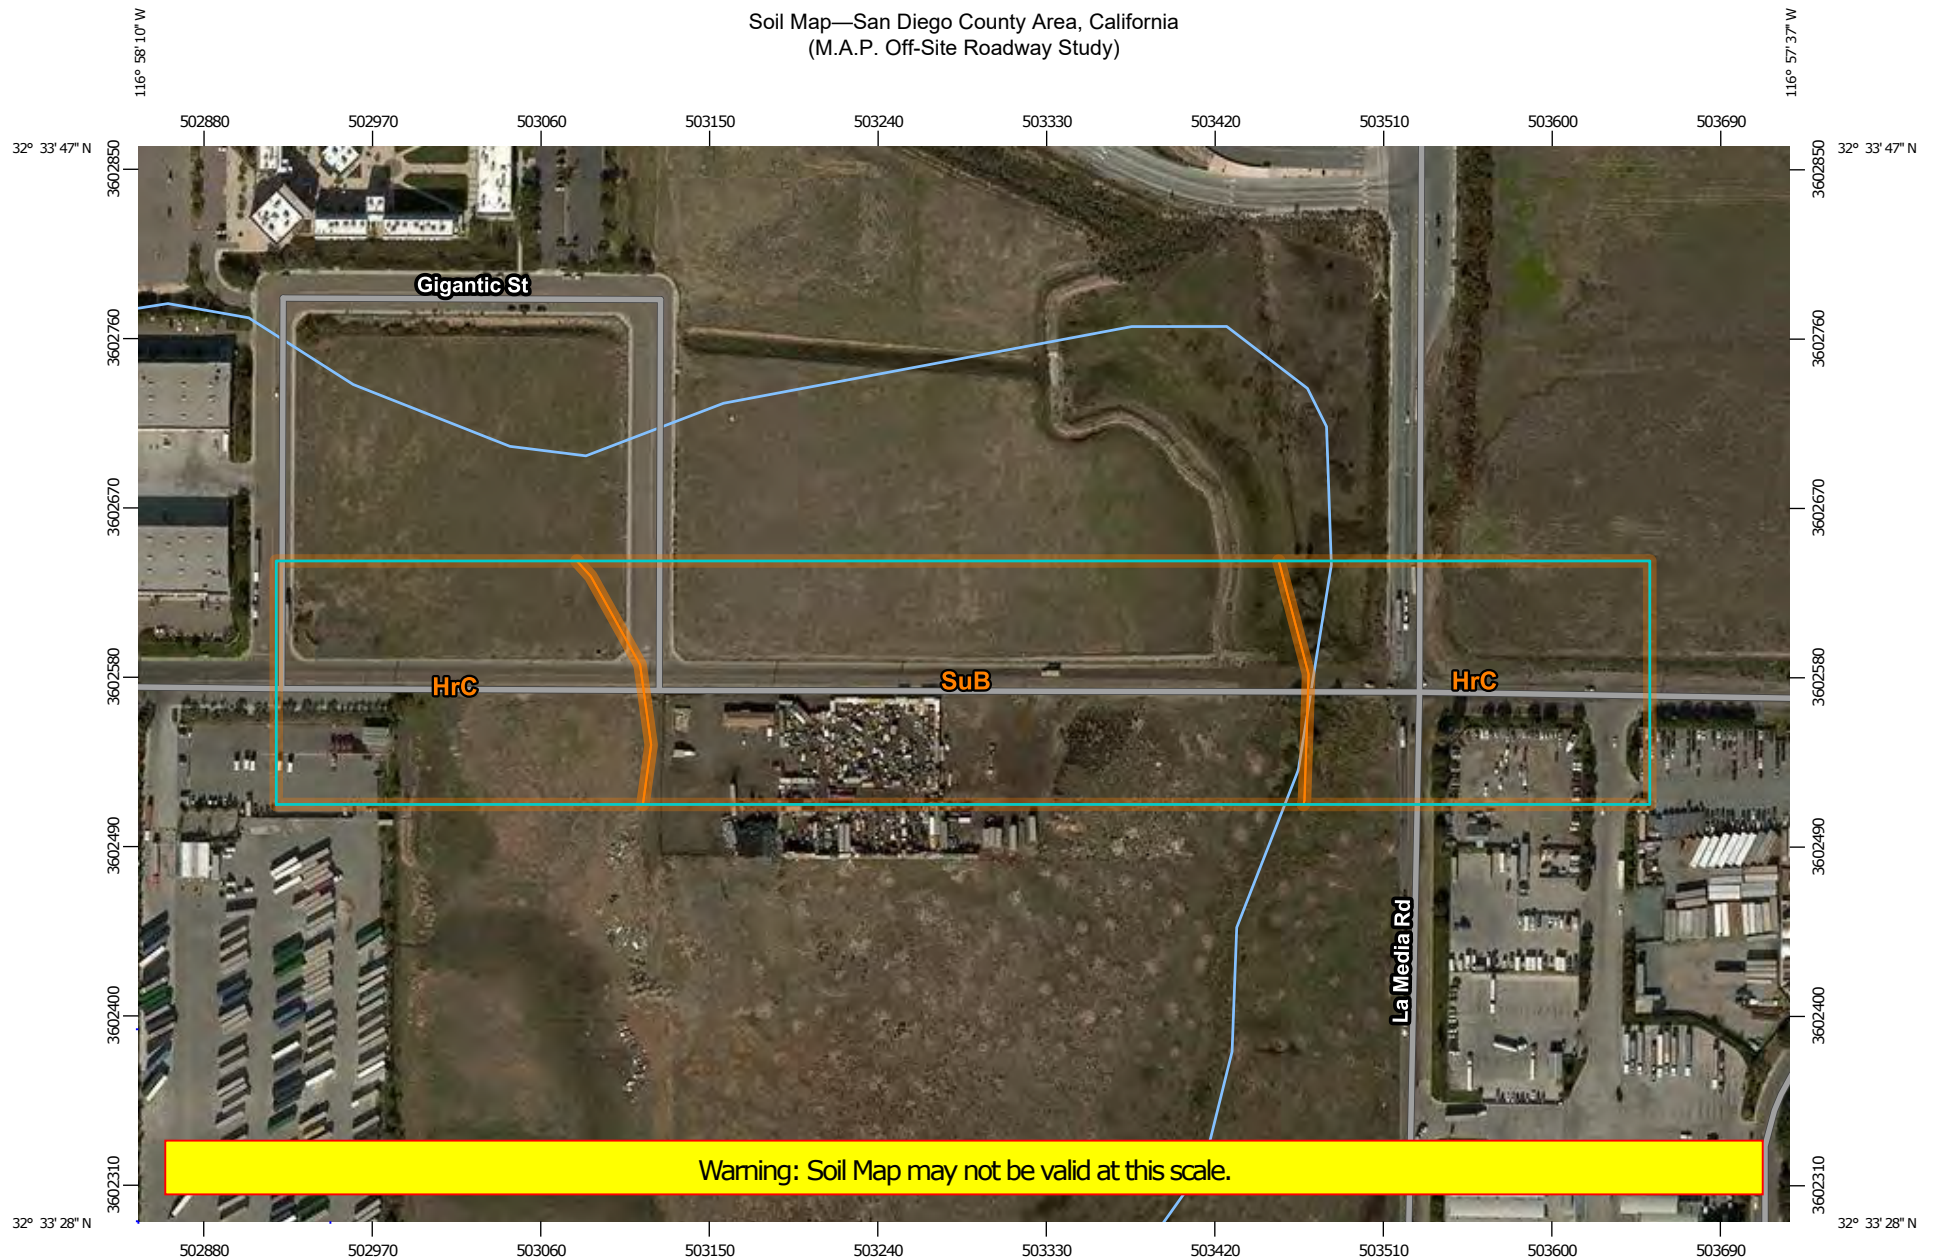 Soil Map—San Diego County Area, California
(M.A.P. Off-Site Roadway Study)
116° 58' 10" W
116° 57' 37" W
502880 502970 503060 503150 503240 503330 503420 503510 503600 503690
32° 33' 47" N
32° 33' 47" N
3602850
3602850
Gigantic St
3602760
3602760
3602670
3602670
3602580
HrC
SuB
HrC
3602580
3602490
3602490
La Media Rd
3602400
3602400
Warning: Soil Map may not be valid at this scale.
3602310
3602310
32° 33' 28" N
32° 33' 28" N
502880 502970 503060 503150 503240 503330 503420 503510 503600 503690